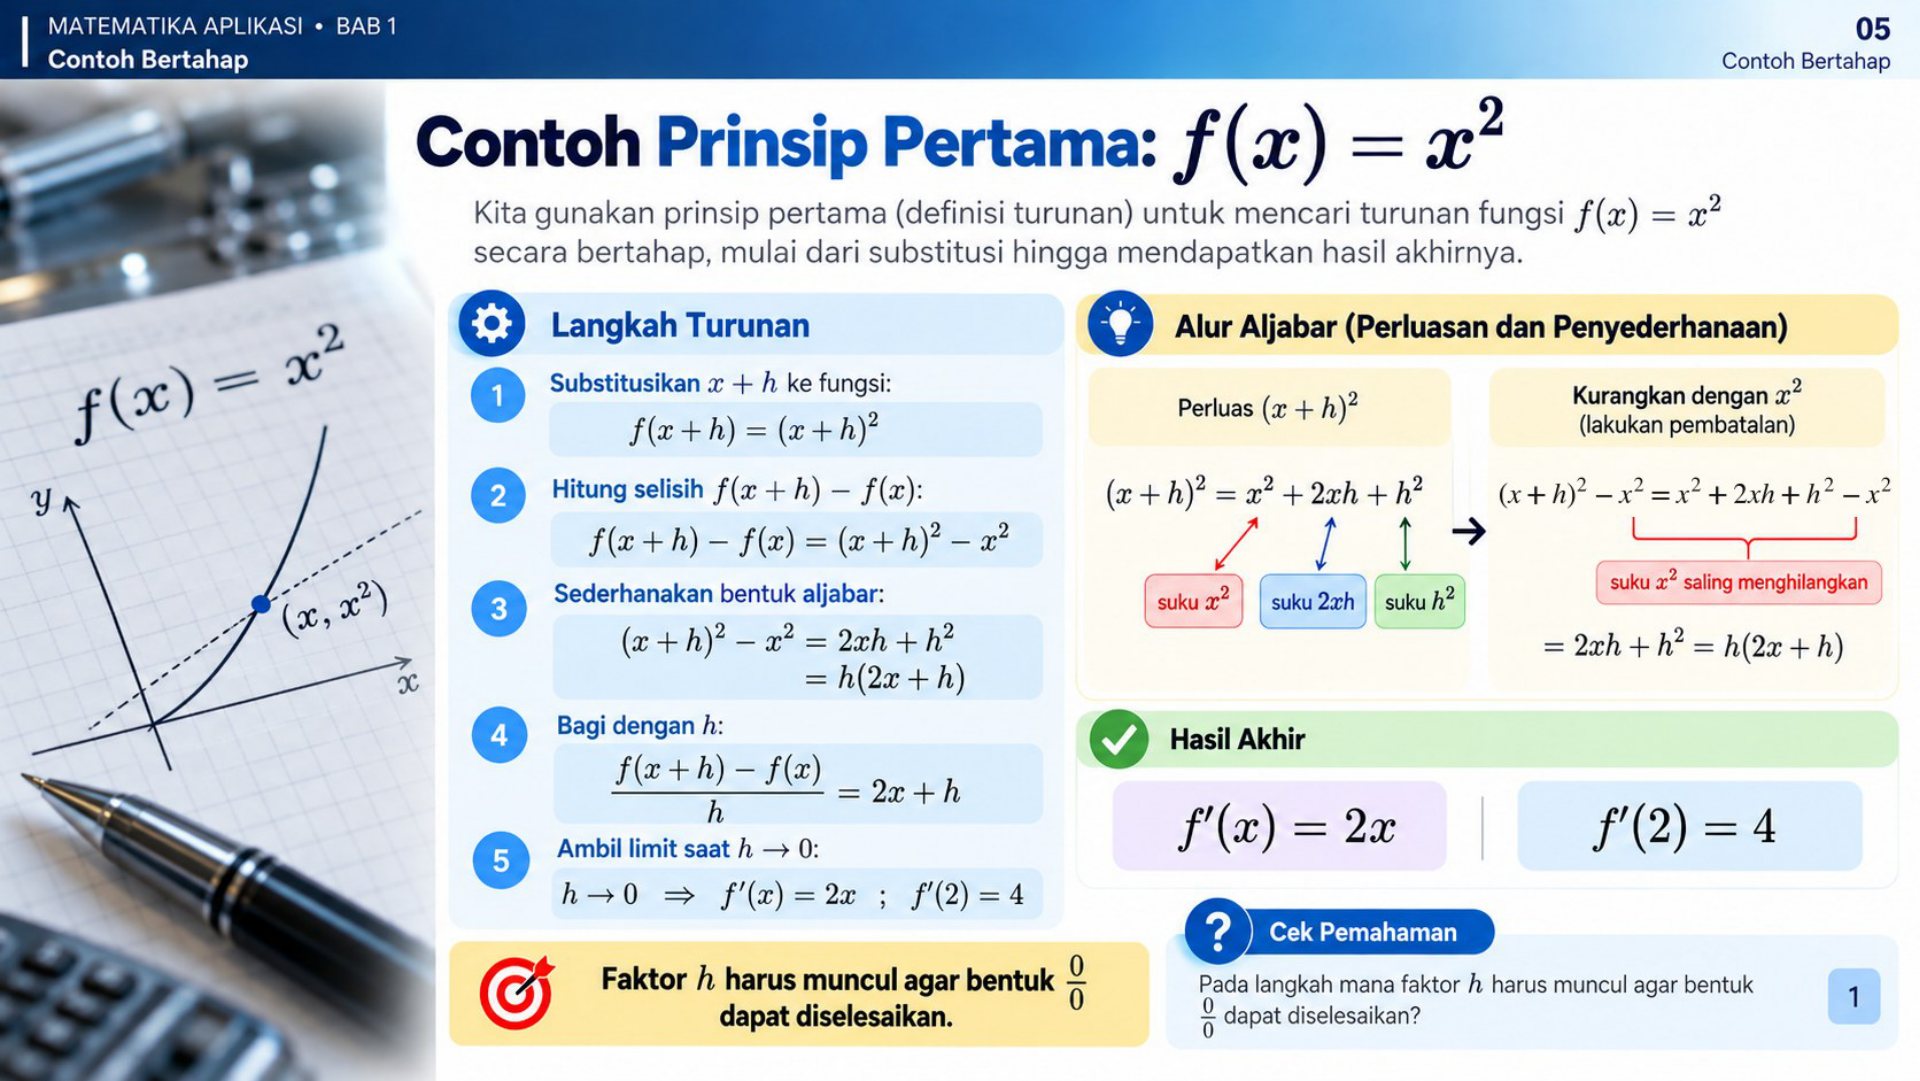 MATEMATIKA APLIKASI • BAB 1
Contoh Bertahap
05
Contoh Bertahap
Contoh Prinsip Pertama: f(x) = x²
Kita gunakan prinsip pertama (definisi turunan) untuk mencari turunan fungsi f(x) = x²
secara bertahap, mulai dari substitusi hingga mendapatkan hasil akhirnya.
f(x) = x²
y
(x, x²)
x
Langkah Turunan
1
Substitusikan x + h ke fungsi:
f(x + h) = (x + h)²
2
Hitung selisih f(x + h) − f(x):
f(x + h) − f(x) = (x + h)² − x²
3
Sederhanakan bentuk aljabar:
(x + h)² − x² = 2xh + h²
= h(2x + h)
4
Bagi dengan h:
f(x + h) − f(x)
h
= 2x + h
5
Ambil limit saat h → 0:
h → 0 ⇒ f′(x) = 2x ; f′(2) = 4
Faktor h harus muncul agar bentuk 0/0
dapat diselesaikan.
Alur Aljabar (Perluasan dan Penyederhanaan)
Perluas (x + h)²
(x + h)² = x² + 2xh + h²
suku x²
suku 2xh
suku h²
→
Kurangkan dengan x²
(lakukan pembatalan)
(x + h)² − x² = x² + 2xh + h² − x²
suku x² saling menghilangkan
= 2xh + h² = h(2x + h)
Hasil Akhir
f′(x) = 2x
f′(2) = 4
?
Cek Pemahaman
Pada langkah mana faktor h harus muncul agar bentuk
0/0 dapat diselesaikan?
1